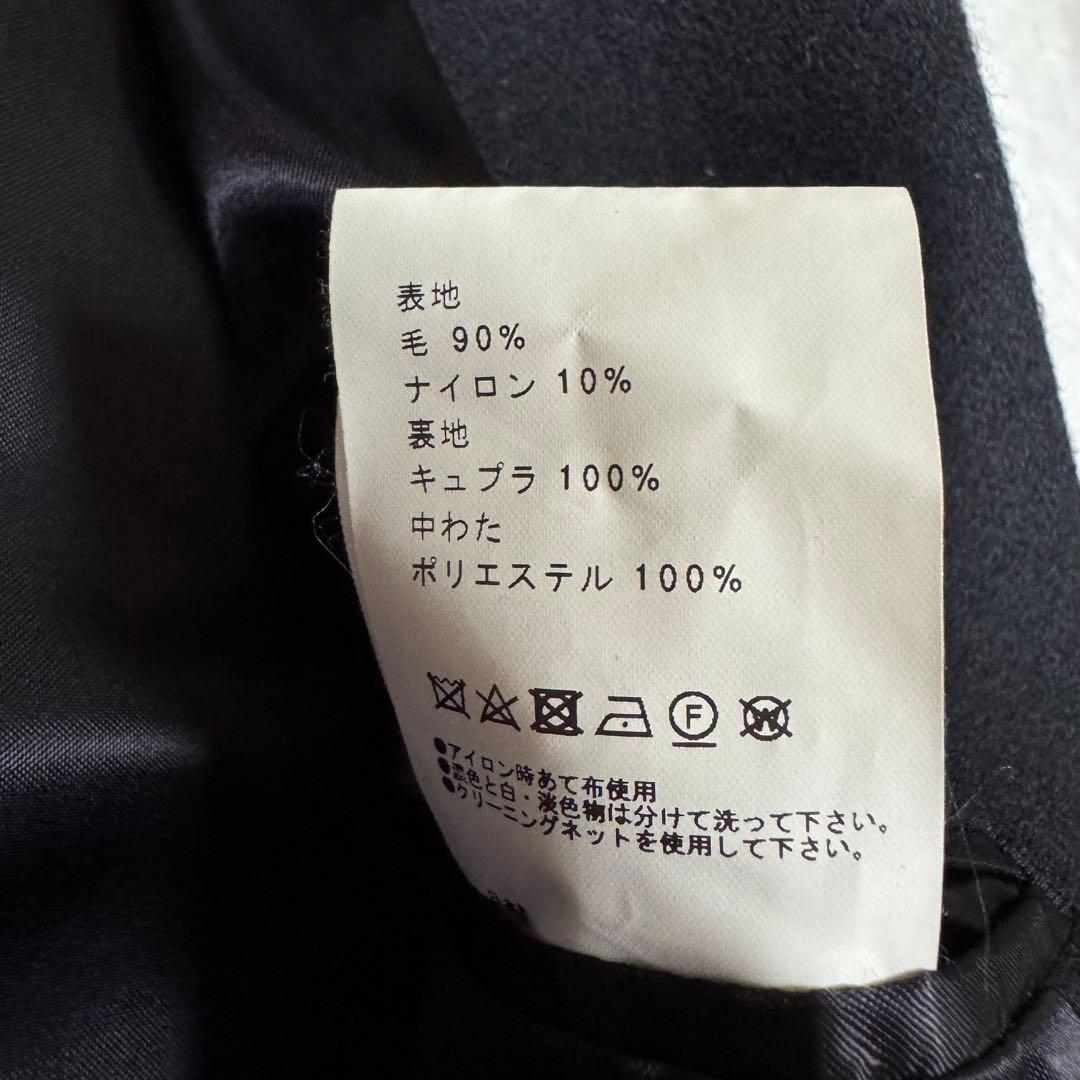 表地
毛 90%
ナイロン 10%
裏地
キュプラ 100%
中わた
ポリエステル 100%
F W
●アイロン時あて布使用
●濃色と白・淡色物は分けて洗って下さい。
●クリーニングネットを使用して下さい。